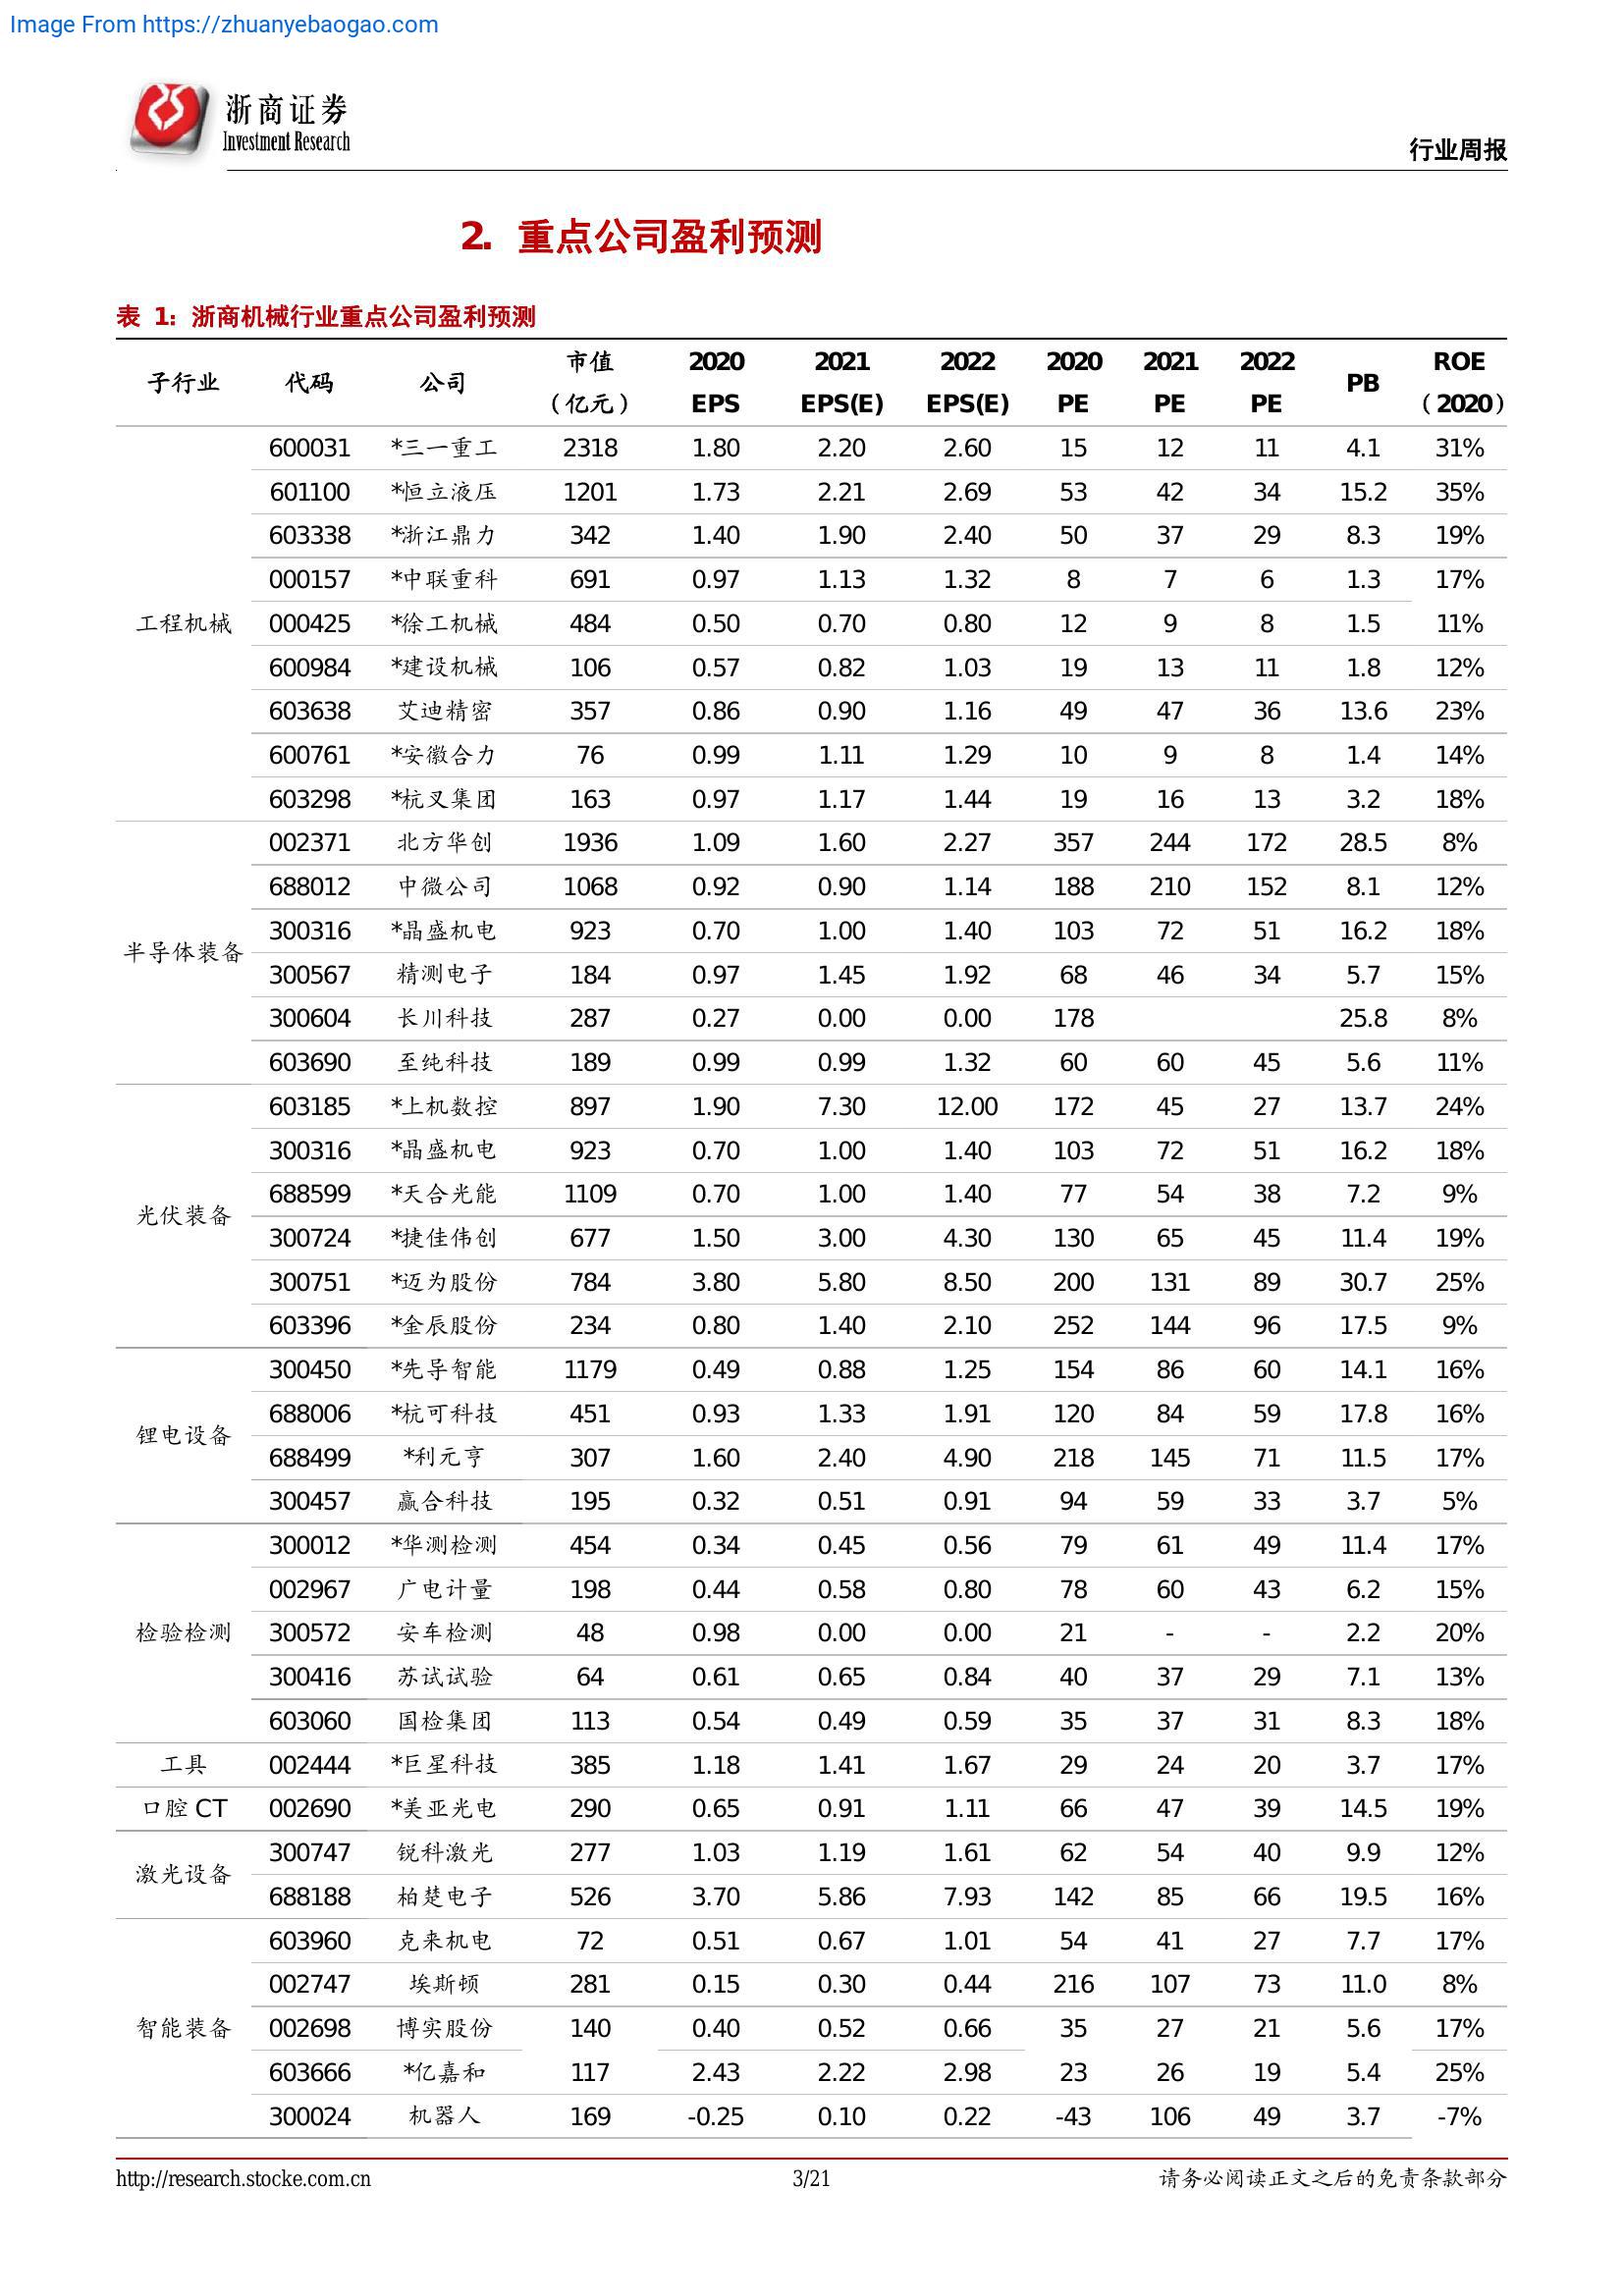 Image From https://zhuanyebaogao.com
浙商证券
Investment Research
行业周报
2. 重点公司盈利预测
表 1: 浙商机械行业重点公司盈利预测
子行业 代码 公司 市值（亿元） 2020 EPS 2021 EPS(E) 2022 EPS(E) 2020 PE 2021 PE 2022 PE PB ROE（2020）
600031 *三一重工 2318 1.80 2.20 2.60 15 12 11 4.1 31%
601100 *恒立液压 1201 1.73 2.21 2.69 53 42 34 15.2 35%
603338 *浙江鼎力 342 1.40 1.90 2.40 50 37 29 8.3 19%
000157 *中联重科 691 0.97 1.13 1.32 8 7 6 1.3 17%
工程机械 000425 *徐工机械 484 0.50 0.70 0.80 12 9 8 1.5 11%
600984 *建设机械 106 0.57 0.82 1.03 19 13 11 1.8 12%
603638 艾迪精密 357 0.86 0.90 1.16 49 47 36 13.6 23%
600761 *安徽合力 76 0.99 1.11 1.29 10 9 8 1.4 14%
603298 *杭叉集团 163 0.97 1.17 1.44 19 16 13 3.2 18%
002371 北方华创 1936 1.09 1.60 2.27 357 244 172 28.5 8%
688012 中微公司 1068 0.92 0.90 1.14 188 210 152 8.1 12%
300316 *晶盛机电 923 0.70 1.00 1.40 103 72 51 16.2 18%
半导体装备
300567 精测电子 184 0.97 1.45 1.92 68 46 34 5.7 15%
300604 长川科技 287 0.27 0.00 0.00 178 25.8 8%
603690 至纯科技 189 0.99 0.99 1.32 60 60 45 5.6 11%
603185 *上机数控 897 1.90 7.30 12.00 172 45 27 13.7 24%
300316 *晶盛机电 923 0.70 1.00 1.40 103 72 51 16.2 18%
688599 *天合光能 1109 0.70 1.00 1.40 77 54 38 7.2 9%
光伏装备
300724 *捷佳伟创 677 1.50 3.00 4.30 130 65 45 11.4 19%
300751 *迈为股份 784 3.80 5.80 8.50 200 131 89 30.7 25%
603396 *金辰股份 234 0.80 1.40 2.10 252 144 96 17.5 9%
300450 *先导智能 1179 0.49 0.88 1.25 154 86 60 14.1 16%
688006 *杭可科技 451 0.93 1.33 1.91 120 84 59 17.8 16%
锂电设备
688499 *利元亨 307 1.60 2.40 4.90 218 145 71 11.5 17%
300457 赢合科技 195 0.32 0.51 0.91 94 59 33 3.7 5%
300012 *华测检测 454 0.34 0.45 0.56 79 61 49 11.4 17%
002967 广电计量 198 0.44 0.58 0.80 78 60 43 6.2 15%
检验检测 300572 安车检测 48 0.98 0.00 0.00 21 - - 2.2 20%
300416 苏试试验 64 0.61 0.65 0.84 40 37 29 7.1 13%
603060 国检集团 113 0.54 0.49 0.59 35 37 31 8.3 18%
工具 002444 *巨星科技 385 1.18 1.41 1.67 29 24 20 3.7 17%
口腔 CT 002690 *美亚光电 290 0.65 0.91 1.11 66 47 39 14.5 19%
300747 锐科激光 277 1.03 1.19 1.61 62 54 40 9.9 12%
激光设备
688188 柏楚电子 526 3.70 5.86 7.93 142 85 66 19.5 16%
603960 克来机电 72 0.51 0.67 1.01 54 41 27 7.7 17%
002747 埃斯顿 281 0.15 0.30 0.44 216 107 73 11.0 8%
智能装备 002698 博实股份 140 0.40 0.52 0.66 35 27 21 5.6 17%
603666 *亿嘉和 117 2.43 2.22 2.98 23 26 19 5.4 25%
300024 机器人 169 -0.25 0.10 0.22 -43 106 49 3.7 -7%
http://research.stocke.com.cn 3/21 请务必阅读正文之后的免责条款部分